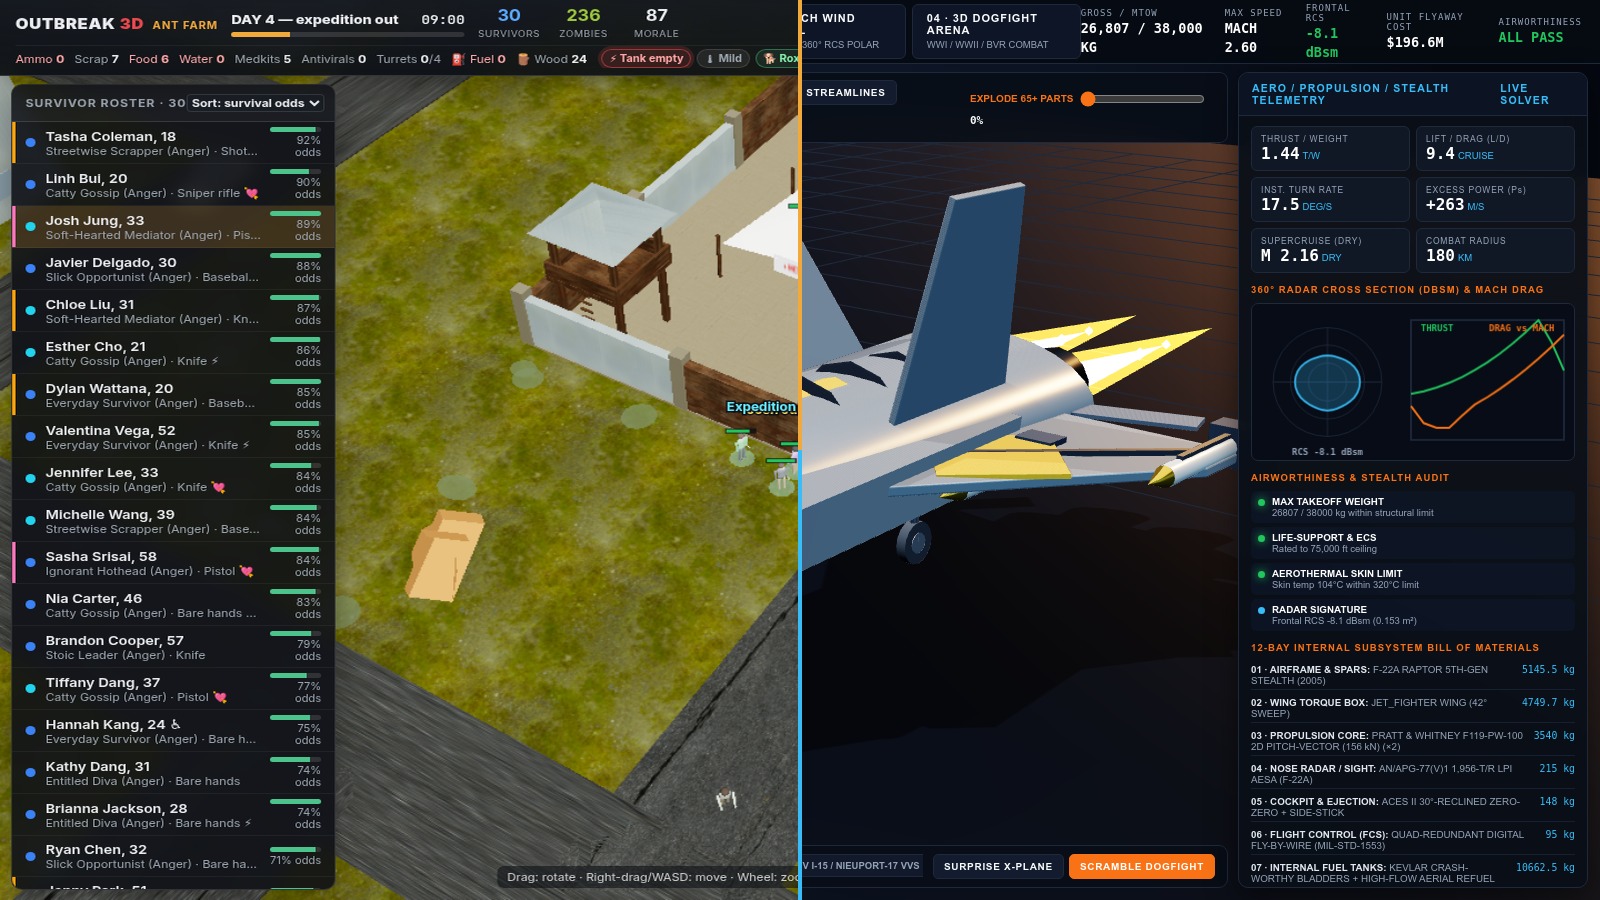 OUTBREAK 3D ANT FARM
DAY 4 — expedition out 09:00
30 SURVIVORS
236 ZOMBIES
87 MORALE
Ammo 0 Scrap 7 Food 6 Water 0 Medkits 5 Antivirals 0 Turrets 0/4 Fuel 0 Wood 24 Tank empty Mild Rox
SURVIVOR ROSTER · 30 Sort: survival odds
Tasha Coleman, 18
Streetwise Scrapper (Anger) · Shot...
92% odds
Linh Bui, 20
Catty Gossip (Anger) · Sniper rifle 💘
90% odds
Josh Jung, 33
Soft-Hearted Mediator (Anger) · Pis...
89% odds
Javier Delgado, 30
Slick Opportunist (Anger) · Basebal...
88% odds
Chloe Liu, 31
Soft-Hearted Mediator (Anger) · Kn...
87% odds
Esther Cho, 21
Catty Gossip (Anger) · Knife ⚡
86% odds
Dylan Wattana, 20
Everyday Survivor (Anger) · Baseb...
85% odds
Valentina Vega, 52
Everyday Survivor (Anger) · Knife ⚡
85% odds
Jennifer Lee, 33
Catty Gossip (Anger) · Knife 💘
84% odds
Michelle Wang, 39
Streetwise Scrapper (Anger) · Base...
84% odds
Sasha Srisai, 58
Ignorant Hothead (Anger) · Pistol 💘
84% odds
Nia Carter, 46
Catty Gossip (Anger) · Bare hands ...
83% odds
Brandon Cooper, 57
Stoic Leader (Anger) · Knife
79% odds
Tiffany Dang, 37
Catty Gossip (Anger) · Pistol 💘
77% odds
Hannah Kang, 24 ♿
Everyday Survivor (Anger) · Bare h...
75% odds
Kathy Dang, 31
Entitled Diva (Anger) · Bare hands
74% odds
Brianna Jackson, 28
Entitled Diva (Anger) · Bare hands ⚡
74% odds
Ryan Chen, 32
Slick Opportunist (Anger) · Bare ha...
71% odds
Expedition
Drag: rotate · Right-drag/WASD: move · Wheel: zoo
CH WIND
360° RCS POLAR
04 · 3D DOGFIGHT ARENA
WWI / WWII / BVR COMBAT
GROSS / MTOW
26,807 / 38,000 KG
MAX SPEED
MACH 2.60
FRONTAL RCS
-8.1 dBsm
UNIT FLYAWAY COST
$196.6M
AIRWORTHINESS
ALL PASS
STREAMLINES
EXPLODE 65+ PARTS
0%
AERO / PROPULSION / STEALTH TELEMETRY
LIVE SOLVER
THRUST / WEIGHT
1.44 T/W
LIFT / DRAG (L/D)
9.4 CRUISE
INST. TURN RATE
17.5 DEG/S
EXCESS POWER (Ps)
+263 M/S
SUPERCRUISE (DRY)
M 2.16 DRY
COMBAT RADIUS
180 KM
360° RADAR CROSS SECTION (DBSM) & MACH DRAG
THRUST
DRAG vs MACH
RCS -8.1 dBsm
AIRWORTHINESS & STEALTH AUDIT
MAX TAKEOFF WEIGHT
26807 / 38000 kg within structural limit
LIFE-SUPPORT & ECS
Rated to 75,000 ft ceiling
AEROTHERMAL SKIN LIMIT
Skin temp 104°C within 320°C limit
RADAR SIGNATURE
Frontal RCS -8.1 dBsm (0.153 m²)
12-BAY INTERNAL SUBSYSTEM BILL OF MATERIALS
01 · AIRFRAME & SPARS: F-22A RAPTOR 5TH-GEN STEALTH (2005) 5145.5 kg
02 · WING TORQUE BOX: JET_FIGHTER WING (42° SWEEP) 4749.7 kg
03 · PROPULSION CORE: PRATT & WHITNEY F119-PW-100 2D PITCH-VECTOR (156 kN) (×2) 3540 kg
04 · NOSE RADAR / SIGHT: AN/APG-77(V)1 1,956-T/R LPI AESA (F-22A) 215 kg
05 · COCKPIT & EJECTION: ACES II 30°-RECLINED ZERO-ZERO + SIDE-STICK 148 kg
06 · FLIGHT CONTROL (FCS): QUAD-REDUNDANT DIGITAL FLY-BY-WIRE (MIL-STD-1553) 95 kg
07 · INTERNAL FUEL TANKS: KEVLAR CRASH-WORTHY BLADDERS + HIGH-FLOW AERIAL REFUEL 10662.5 kg
V I-15 / NIEUPORT-17 VVS
SURPRISE X-PLANE
SCRAMBLE DOGFIGHT